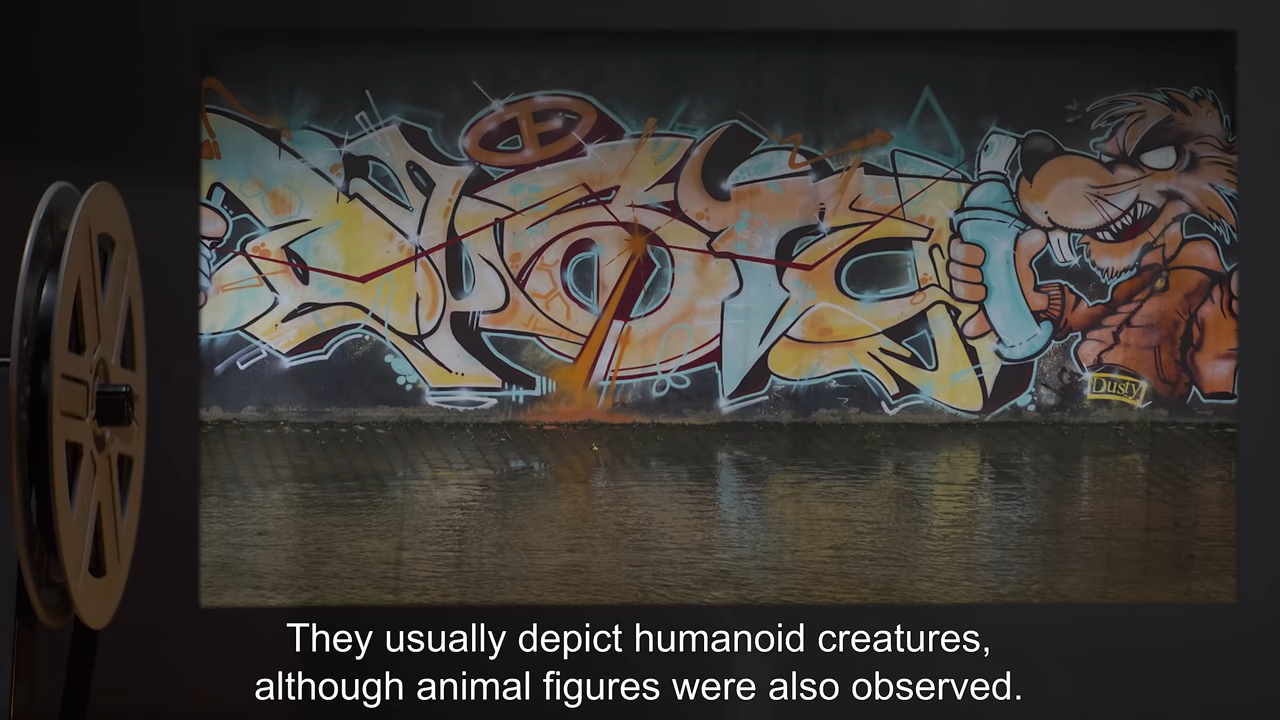 Dusty
They usually depict humanoid creatures,
although animal figures were also observed.